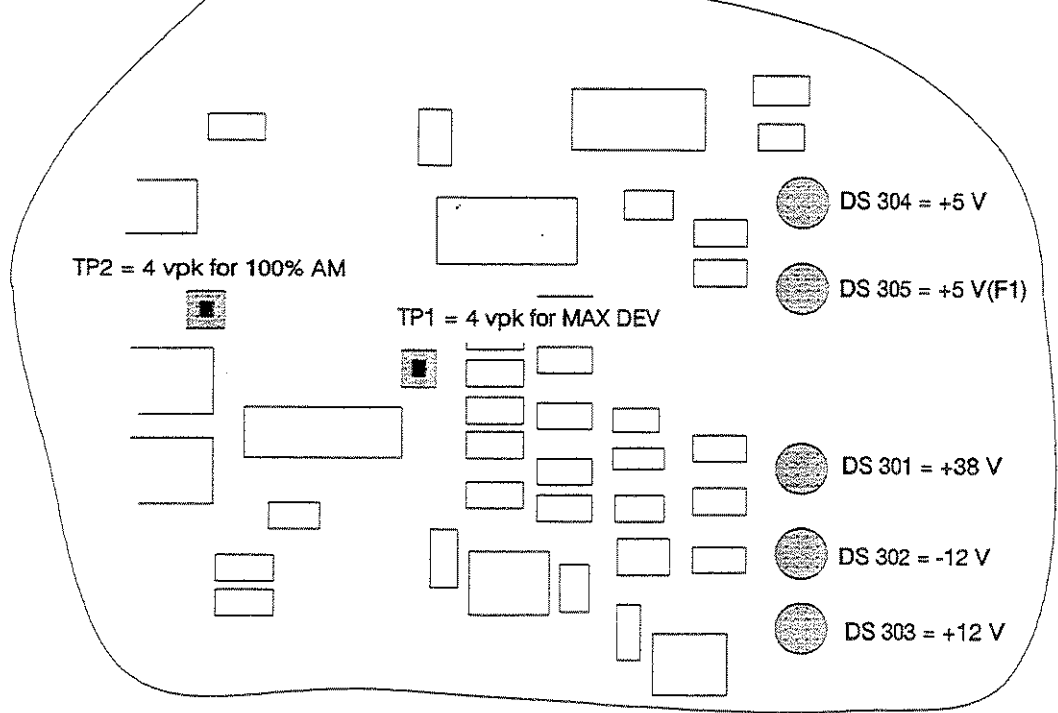 DS 304 = +5 V
TP2 = 4 vpk for 100% AM
DS 305 = +5 V(F1)
TP1 = 4 vpk for MAX DEV
DS 301 = +38 V
DS 302 = -12 V
DS 303 = +12 V